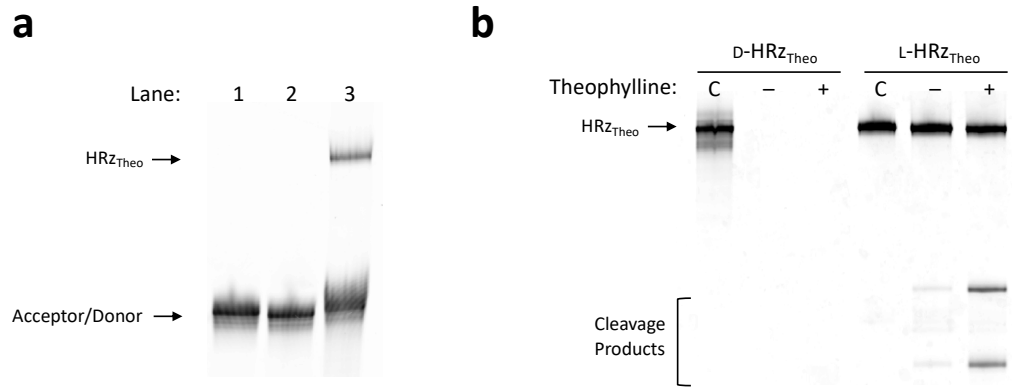 a
Lane: 1 2 3
HRzTheo
Acceptor/Donor
b
D-HRzTheo L-HRzTheo
Theophylline: C – + C – +
HRzTheo
Cleavage
Products